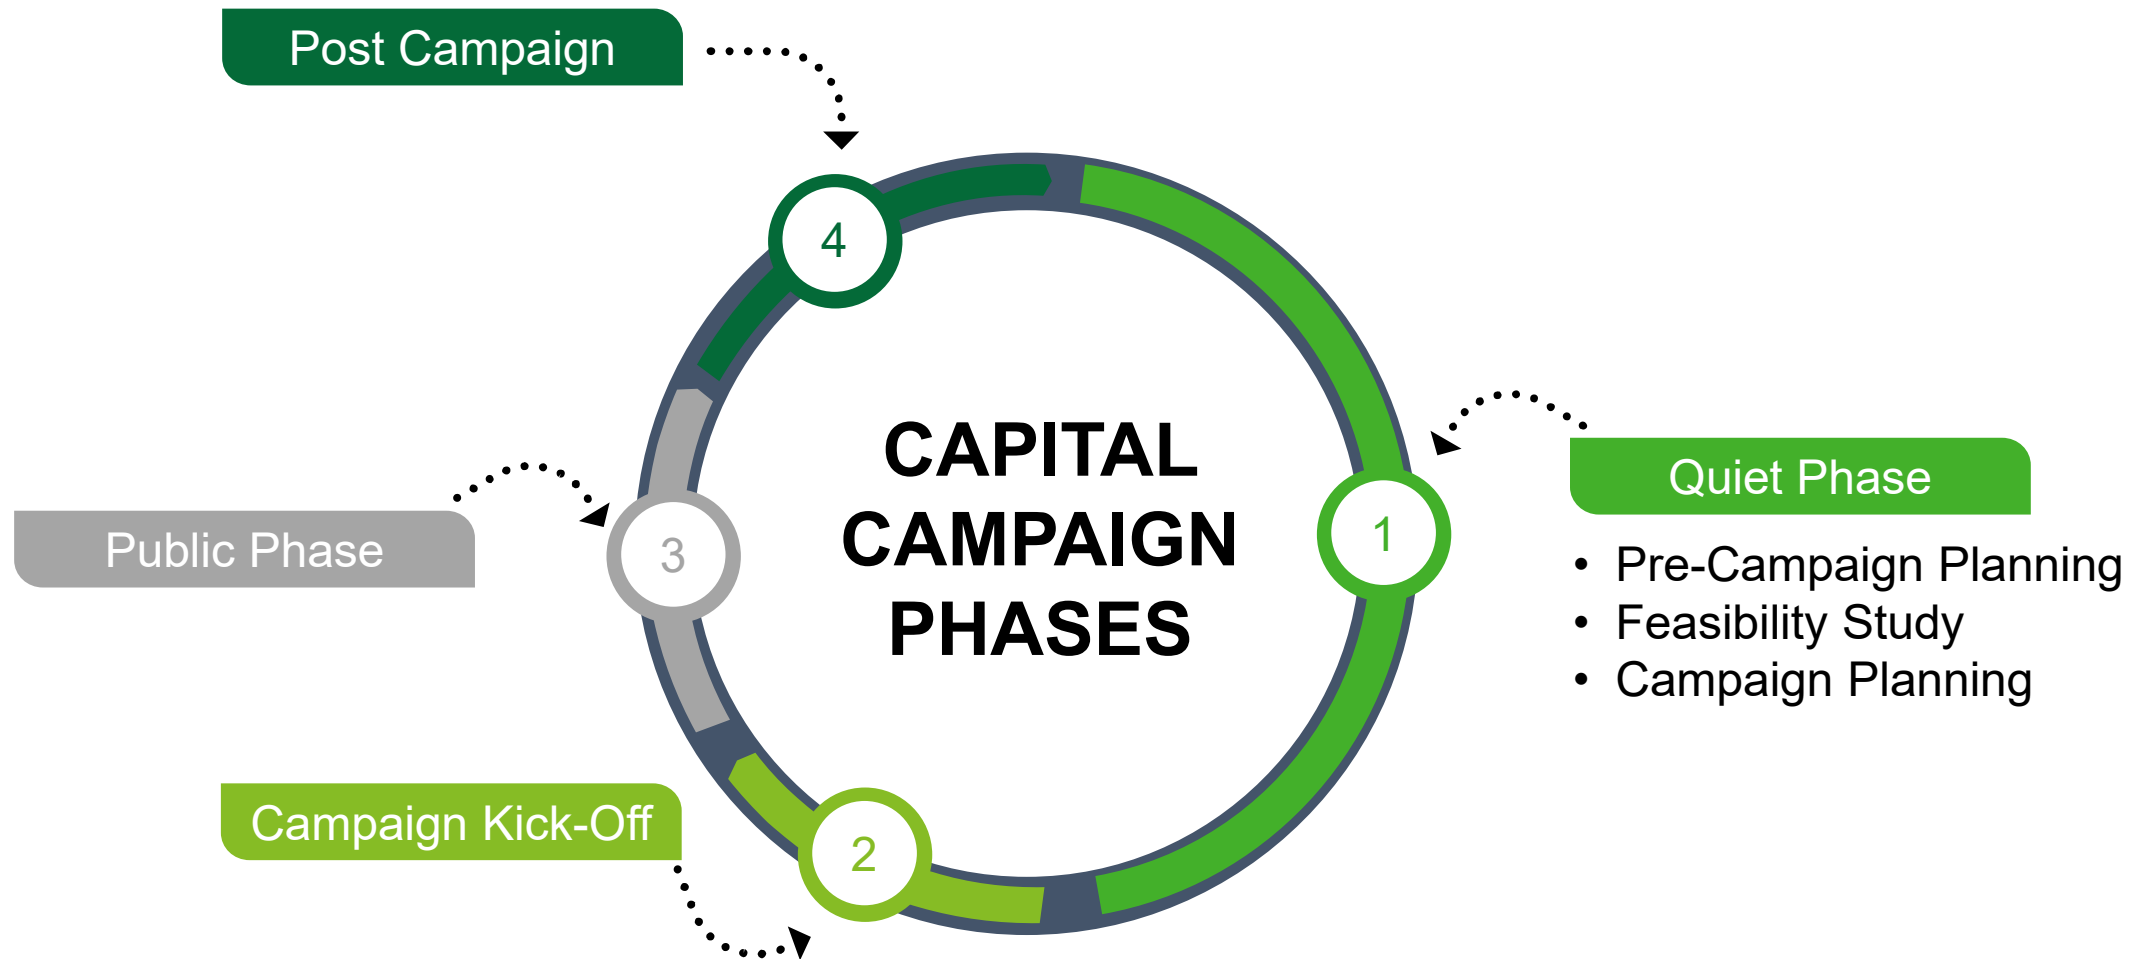 Post Campaign
4
CAPITAL
CAMPAIGN
PHASES
1
Quiet Phase
• Pre-Campaign Planning
• Feasibility Study
• Campaign Planning
Public Phase
3
Campaign Kick-Off
2